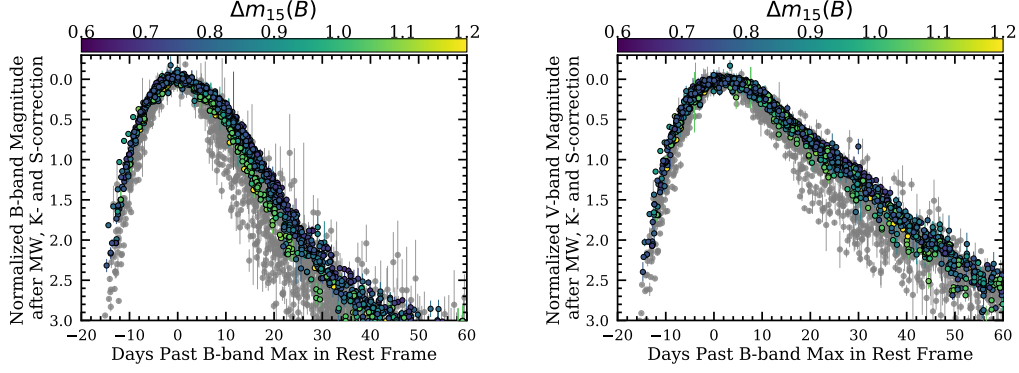 Δm₁₅(B)
0.6 0.7 0.8 0.9 1.0 1.1 1.2
Normalized B-band Magnitude
after MW, K- and S-correction
0.0
0.5
1.0
1.5
2.0
2.5
3.0
−20 −10 0 10 20 30 40 50 60
Days Past B-band Max in Rest Frame
Δm₁₅(B)
0.6 0.7 0.8 0.9 1.0 1.1 1.2
Normalized V-band Magnitude
after MW, K- and S-correction
0.0
0.5
1.0
1.5
2.0
2.5
3.0
−20 −10 0 10 20 30 40 50 60
Days Past B-band Max in Rest Frame